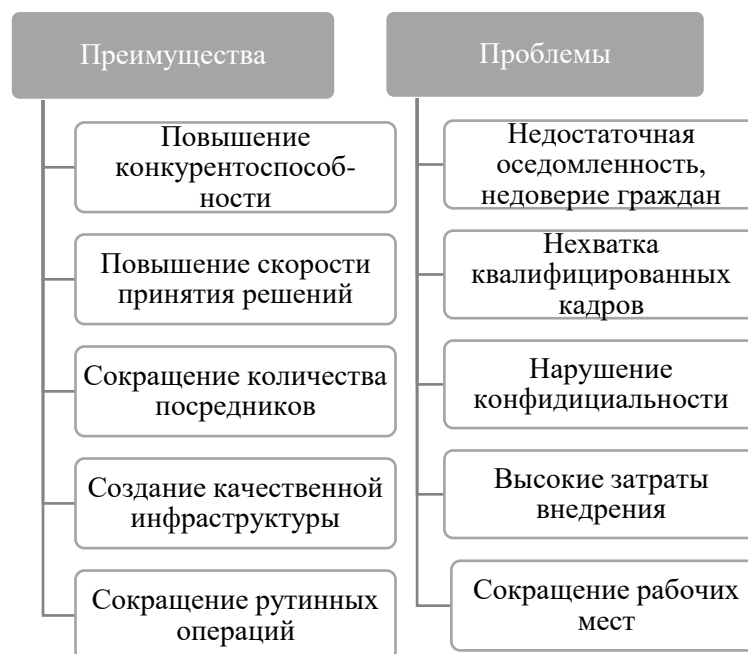 Преимущества
Повышение
конкурентоспособ-
ности
Повышение скорости
принятия решений
Сокращение количества
посредников
Создание качественной
инфраструктуры
Сокращение рутинных
операций
Проблемы
Недостаточная
оседомленность,
недоверие граждан
Нехватка
квалифицированных
кадров
Нарушение
конфидициальности
Высокие затраты
внедрения
Сокращение рабочих
мест